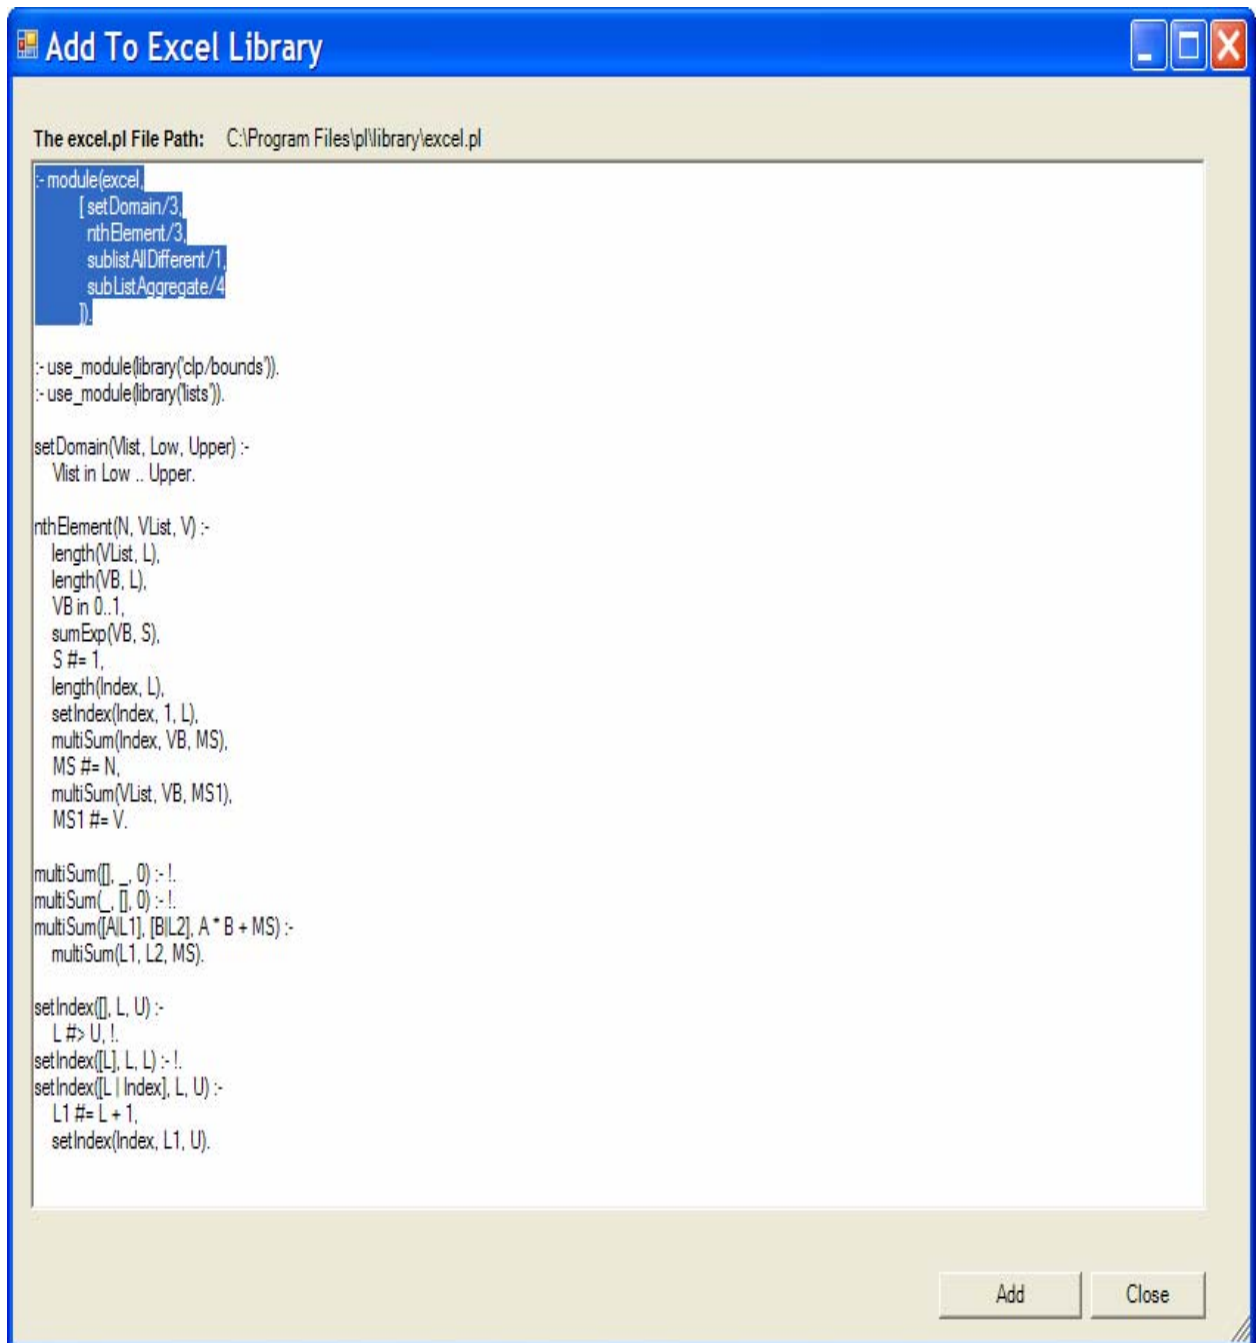 Add To Excel Library
The excel.pl File Path: C:\Program Files\pl\library\excel.pl
:- module(excel,
[ setDomain/3,
nthElement/3,
sublistAllDifferent/1,
subListAggregate/4
]).
:- use_module(library('clp/bounds')).
:- use_module(library('lists')).
setDomain(Vlist, Low, Upper) :-
Vlist in Low .. Upper.
nthElement(N, VList, V) :-
length(VList, L),
length(VB, L),
VB in 0..1,
sumExp(VB, S),
S #= 1,
length(Index, L),
setIndex(Index, 1, L),
multiSum(Index, VB, MS),
MS #= N,
multiSum(VList, VB, MS1),
MS1 #= V.
multiSum([], _, 0) :- !.
multiSum(_, [], 0) :- !.
multiSum([A|L1], [B|L2], A * B + MS) :-
multiSum(L1, L2, MS).
setIndex([], L, U) :-
L #> U, !.
setIndex([L], L, L) :- !.
setIndex([L | Index], L, U) :-
L1 #= L + 1,
setIndex(Index, L1, U).
Add Close